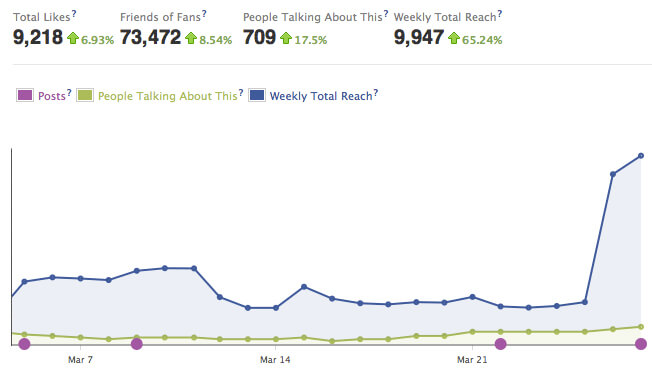 Total Likes? Friends of Fans? People Talking About This? Weekly Total Reach?
9,218 6.93% 73,472 8.54% 709 17.5% 9,947 65.24%
Posts? People Talking About This? Weekly Total Reach?
Mar 7 Mar 14 Mar 21